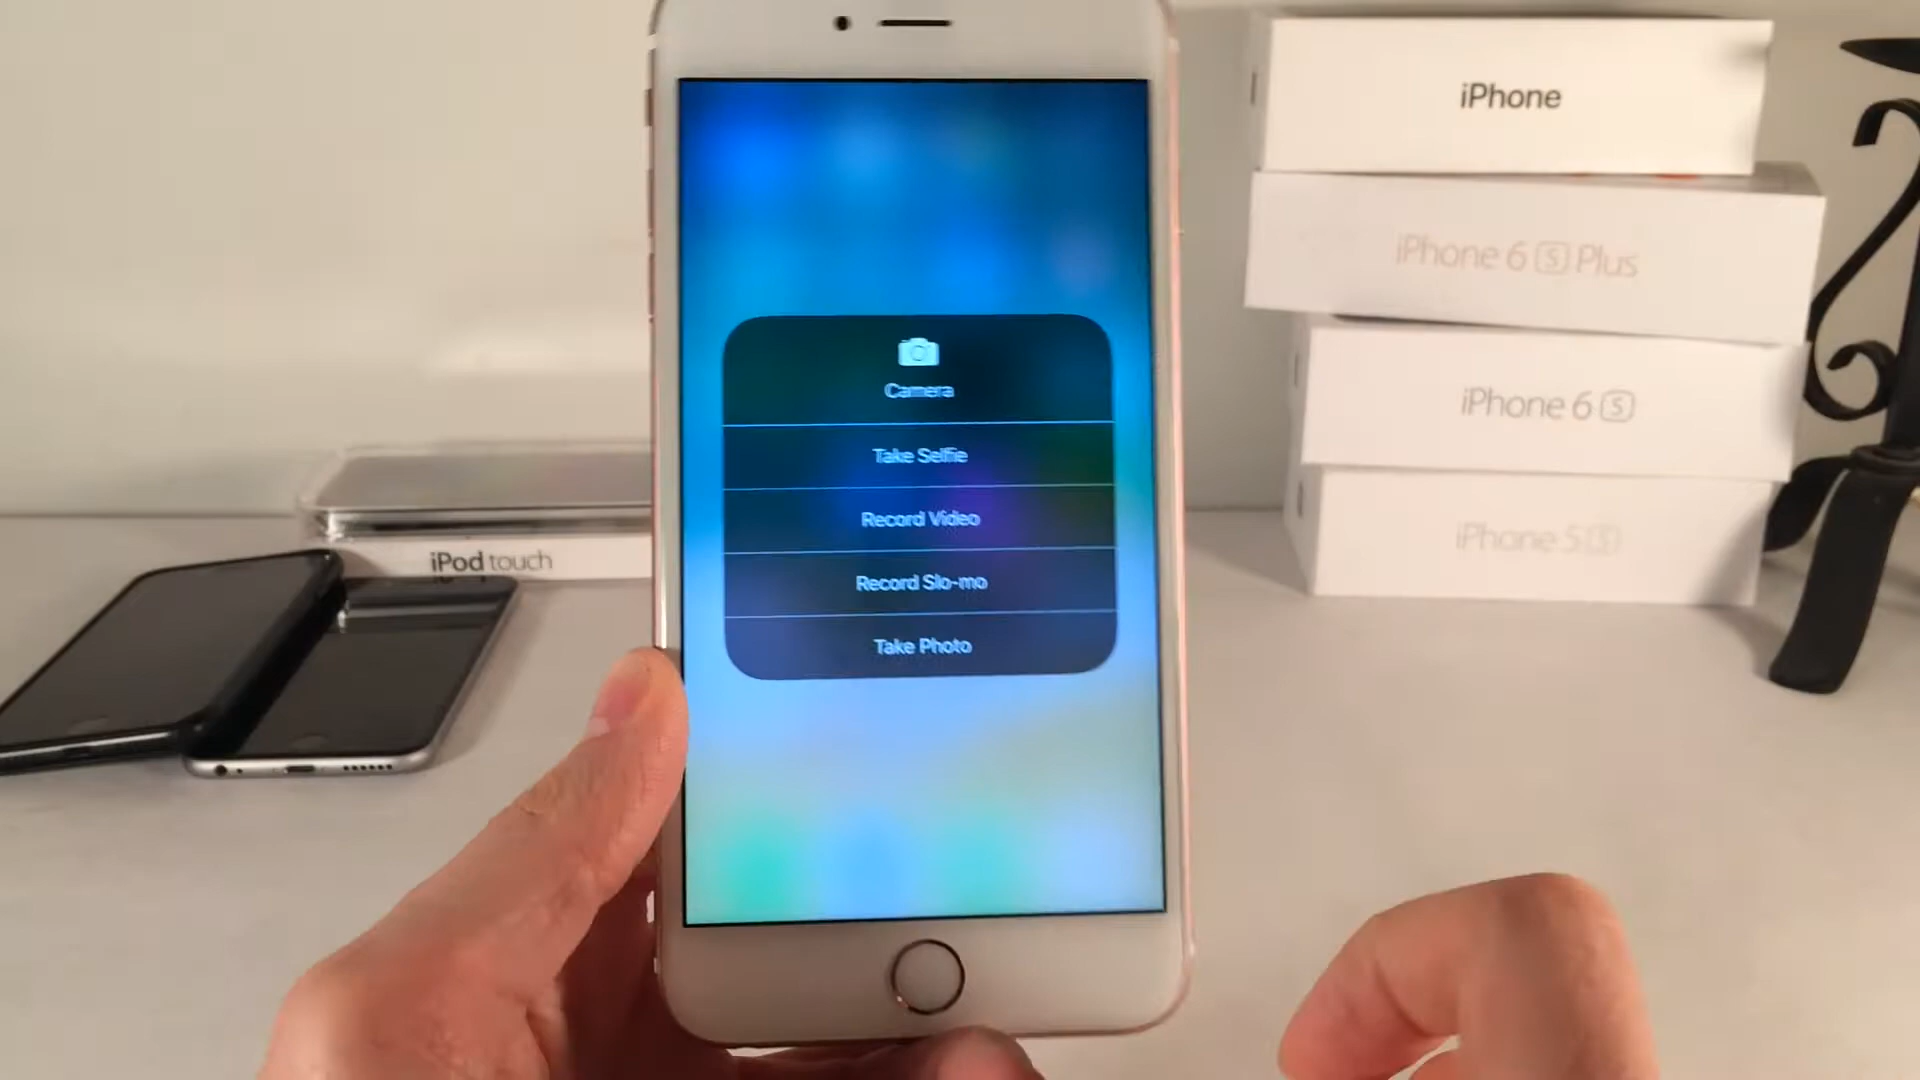 Camera
Take Selfie
Record Video
Record Slo-mo
Take Photo
iPod touch
iPhone
iPhone 6 S Plus
iPhone 6 S
iPhone 5 S